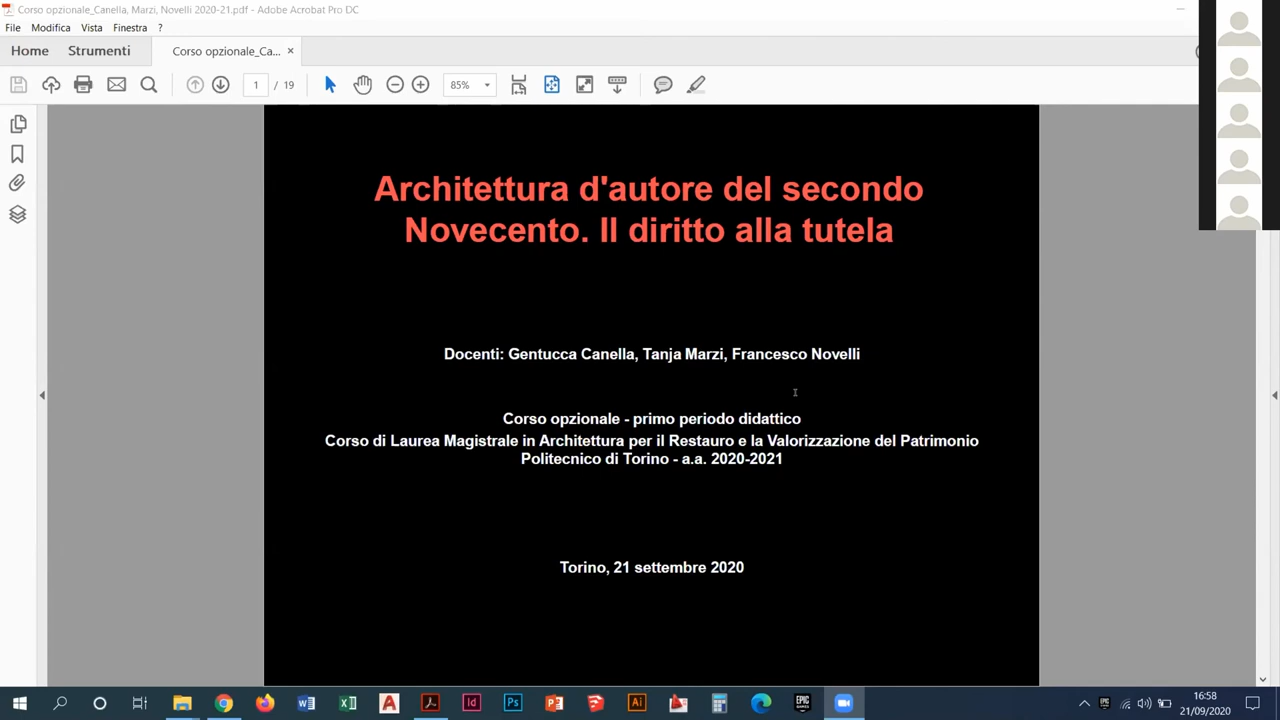 Corso opzionale_Canella, Marzi, Novelli 2020-21.pdf - Adobe Acrobat Pro DC
File Modifica Vista Finestra ?
Home Strumenti Corso opzionale_Ca... ×
1 / 19 85%
Architettura d'autore del secondo
Novecento. Il diritto alla tutela
Docenti: Gentucca Canella, Tanja Marzi, Francesco Novelli
Corso opzionale - primo periodo didattico
Corso di Laurea Magistrale in Architettura per il Restauro e la Valorizzazione del Patrimonio
Politecnico di Torino - a.a. 2020-2021
Torino, 21 settembre 2020
16:58
21/09/2020